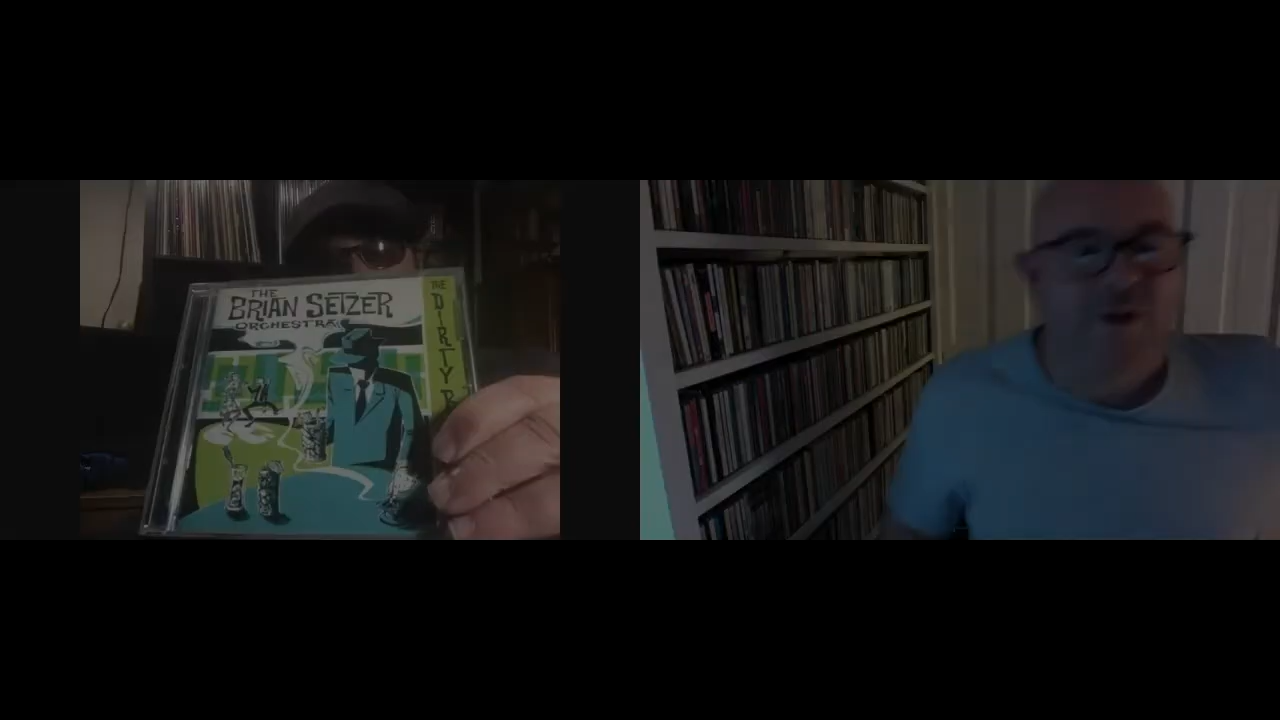 THE
BRIAN SETZER
ORCHESTRA
THE
DIRTY